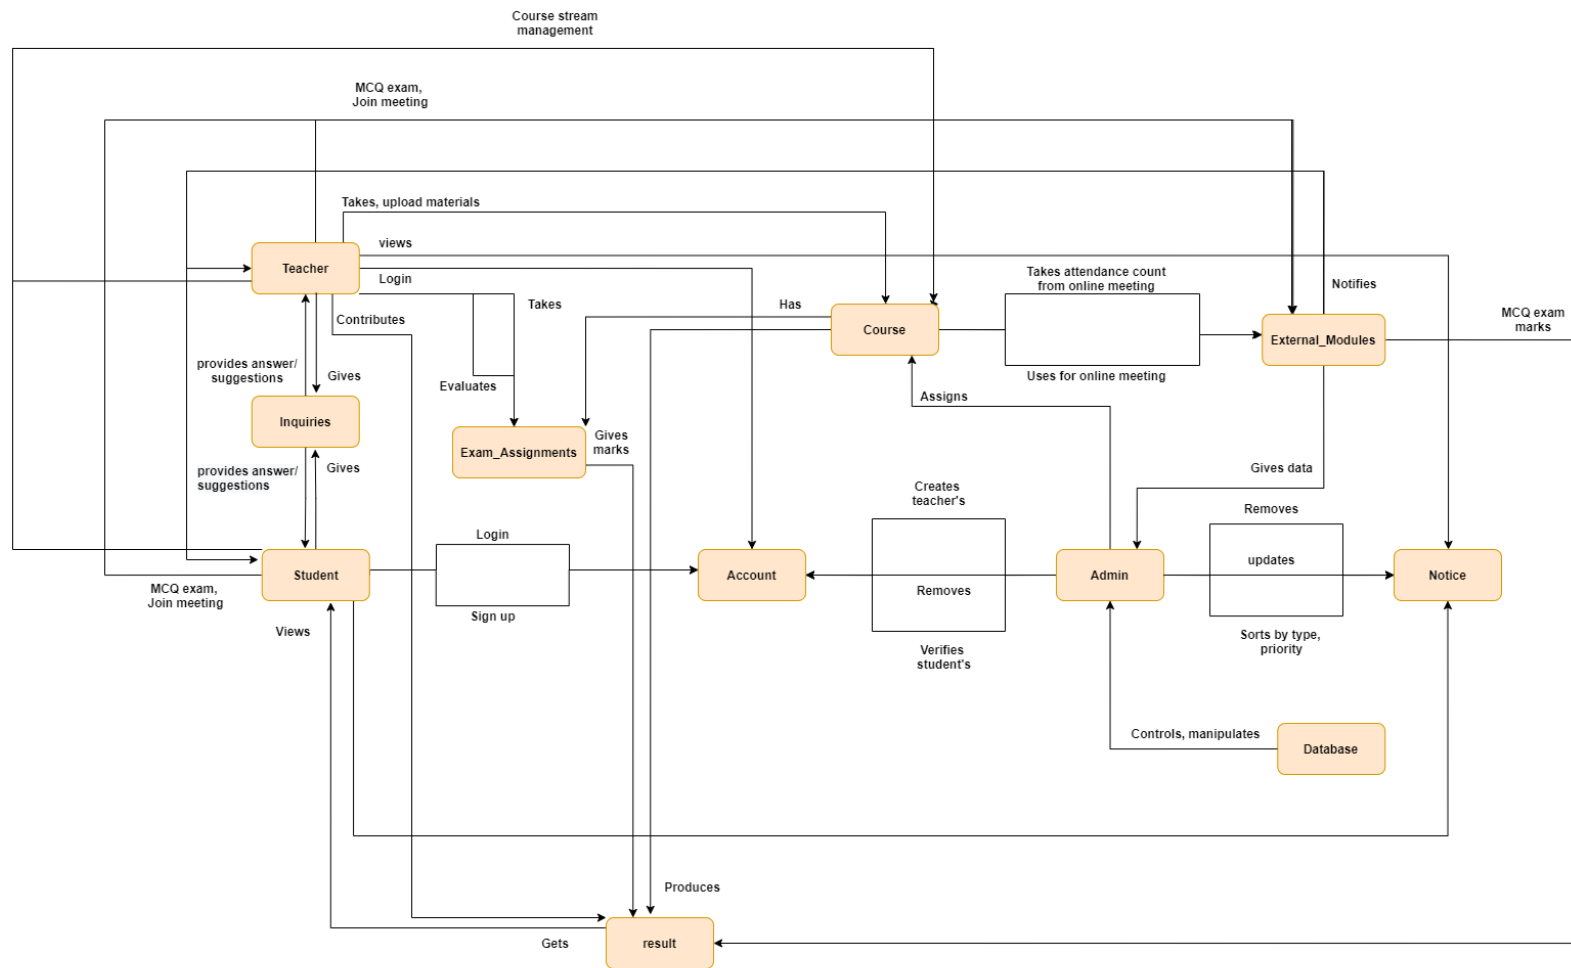 Course stream
management
MCQ exam,
Join meeting
Takes, upload materials
views
Teacher
Login
Takes attendance count
from online meeting
Notifies
Has
Takes
Contributes
Course
External_Modules
MCQ exam
marks
provides answer/
suggestions
Gives
Evaluates
Uses for online meeting
Assigns
Inquiries
Exam_Assignments
Gives
marks
provides answer/
suggestions
Gives
Gives data
Creates
teacher's
Removes
Login
Student
Account
Admin
updates
Notice
MCQ exam,
Join meeting
Removes
Sign up
Views
Verifies
student's
Sorts by type,
priority
Controls, manipulates
Database
Produces
Gets
result